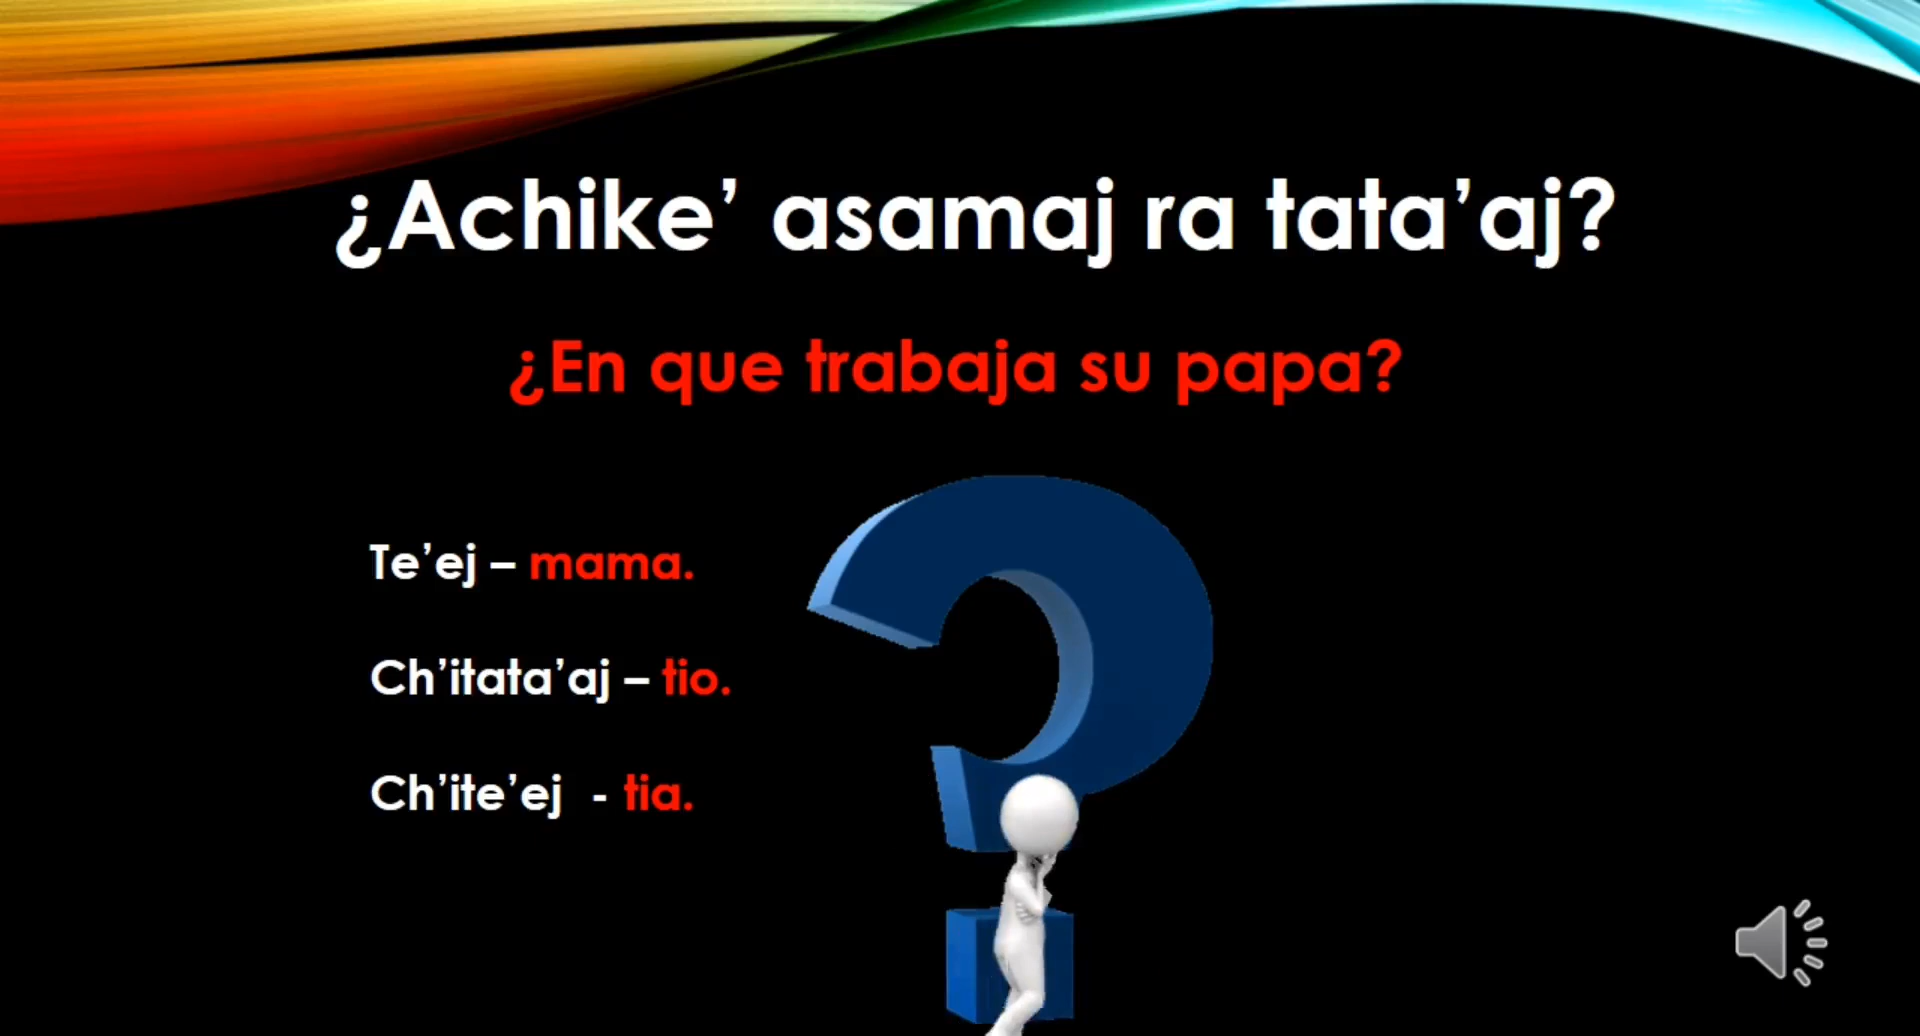 ¿Achike’ asamaj ra tata’aj?
¿En que trabaja su papa?
Te’ej – mama.
Ch’itata’aj – tio.
Ch’ite’ej - tia.